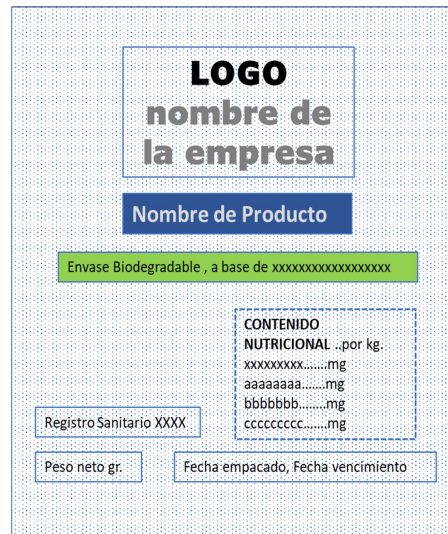 LOGO
nombre de
la empresa
Nombre de Producto
Envase Biodegradable , a base de xxxxxxxxxxxxxxxxxx
CONTENIDO
NUTRICIONAL ..por kg.
xxxxxxxxx.......mg
aaaaaaaa.......mg
bbbbbbb........mg
ccccccccc.......mg
Registro Sanitario XXXX
Peso neto gr.
Fecha empacado, Fecha vencimiento